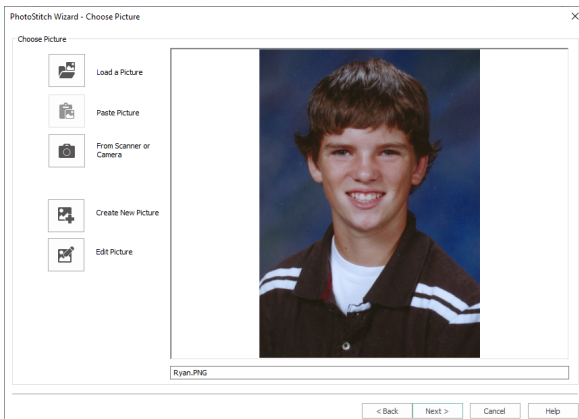 PhotoStitch Wizard - Choose Picture
Choose Picture
Load a Picture
Paste Picture
From Scanner or
Camera
Create New Picture
Edit Picture
Ryan.PNG
< Back
Next >
Cancel
Help